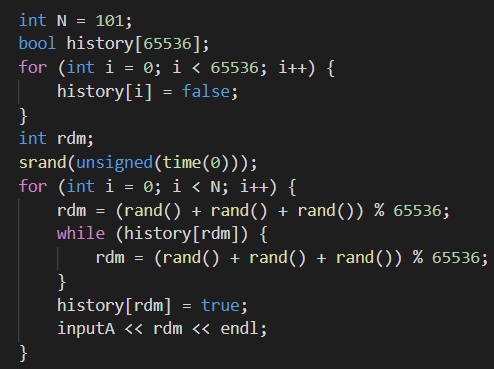 int N = 101;
bool history[65536];
for (int i = 0; i < 65536; i++) {
    history[i] = false;
}
int rdm;
srand(unsigned(time(0)));
for (int i = 0; i < N; i++) {
    rdm = (rand() + rand() + rand()) % 65536;
    while (history[rdm]) {
        rdm = (rand() + rand() + rand()) % 65536;
    }
    history[rdm] = true;
    inputA << rdm << endl;
}